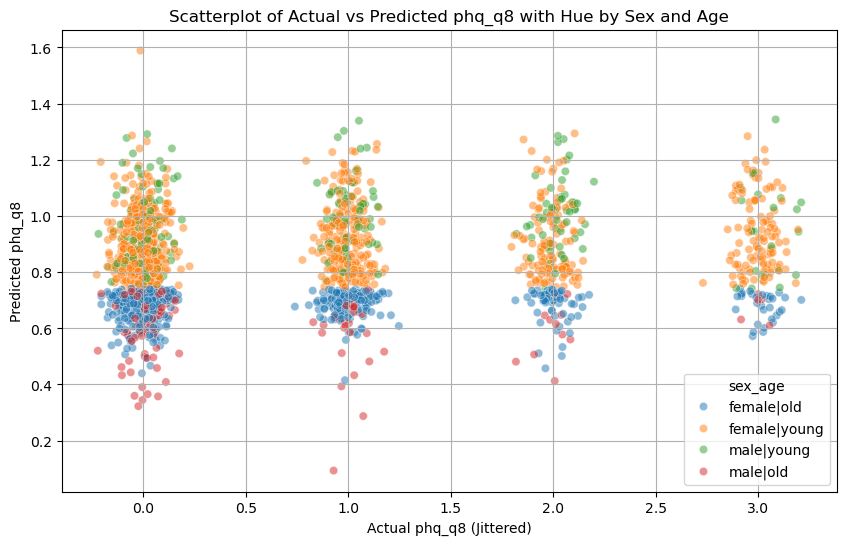 Scatterplot of Actual vs Predicted phq_q8 with Hue by Sex and Age
1.6
1.4
1.2
1.0
0.8
0.6
0.4
0.2
Predicted phq_q8
sex_age
female|old
female|young
male|young
male|old
0.0 0.5 1.0 1.5 2.0 2.5 3.0
Actual phq_q8 (Jittered)